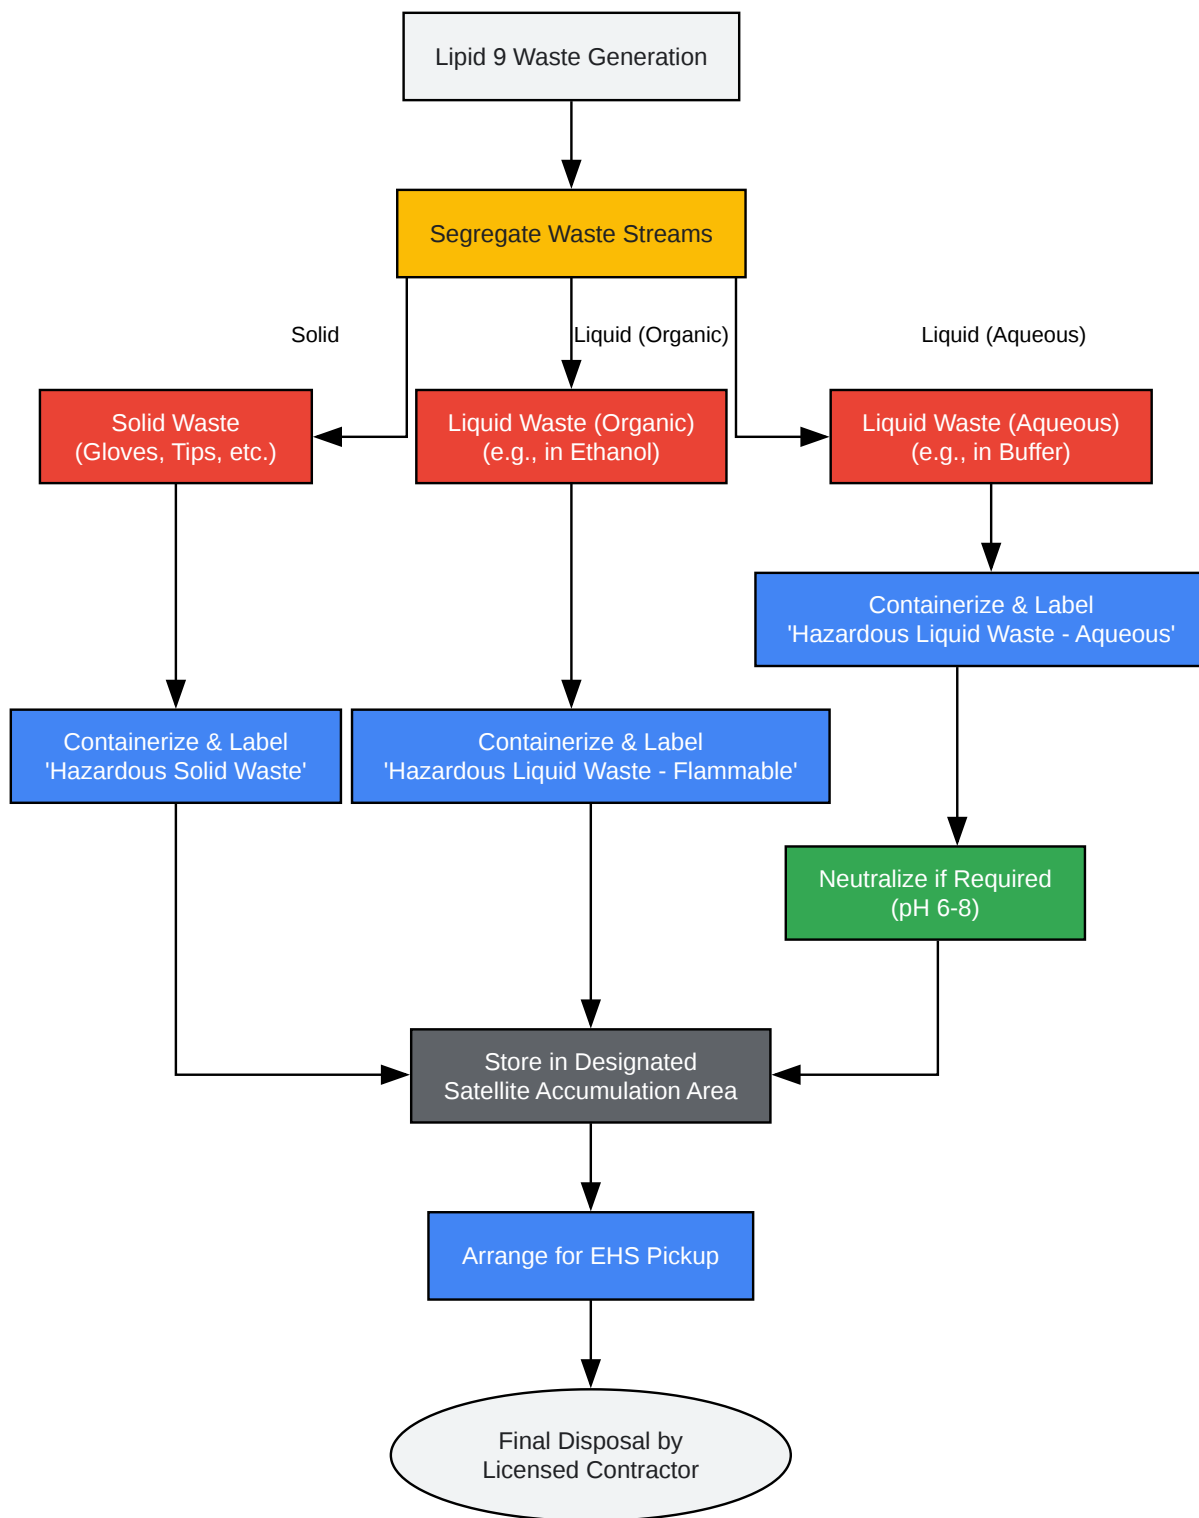 Lipid 9 Waste Generation
Segregate Waste Streams
Solid
Liquid (Organic)
Liquid (Aqueous)
Solid Waste
(Gloves, Tips, etc.)
Liquid Waste (Organic)
(e.g., in Ethanol)
Liquid Waste (Aqueous)
(e.g., in Buffer)
Containerize & Label
'Hazardous Liquid Waste - Aqueous'
Containerize & Label
'Hazardous Solid Waste'
Containerize & Label
'Hazardous Liquid Waste - Flammable'
Neutralize if Required
(pH 6-8)
Store in Designated
Satellite Accumulation Area
Arrange for EHS Pickup
Final Disposal by
Licensed Contractor